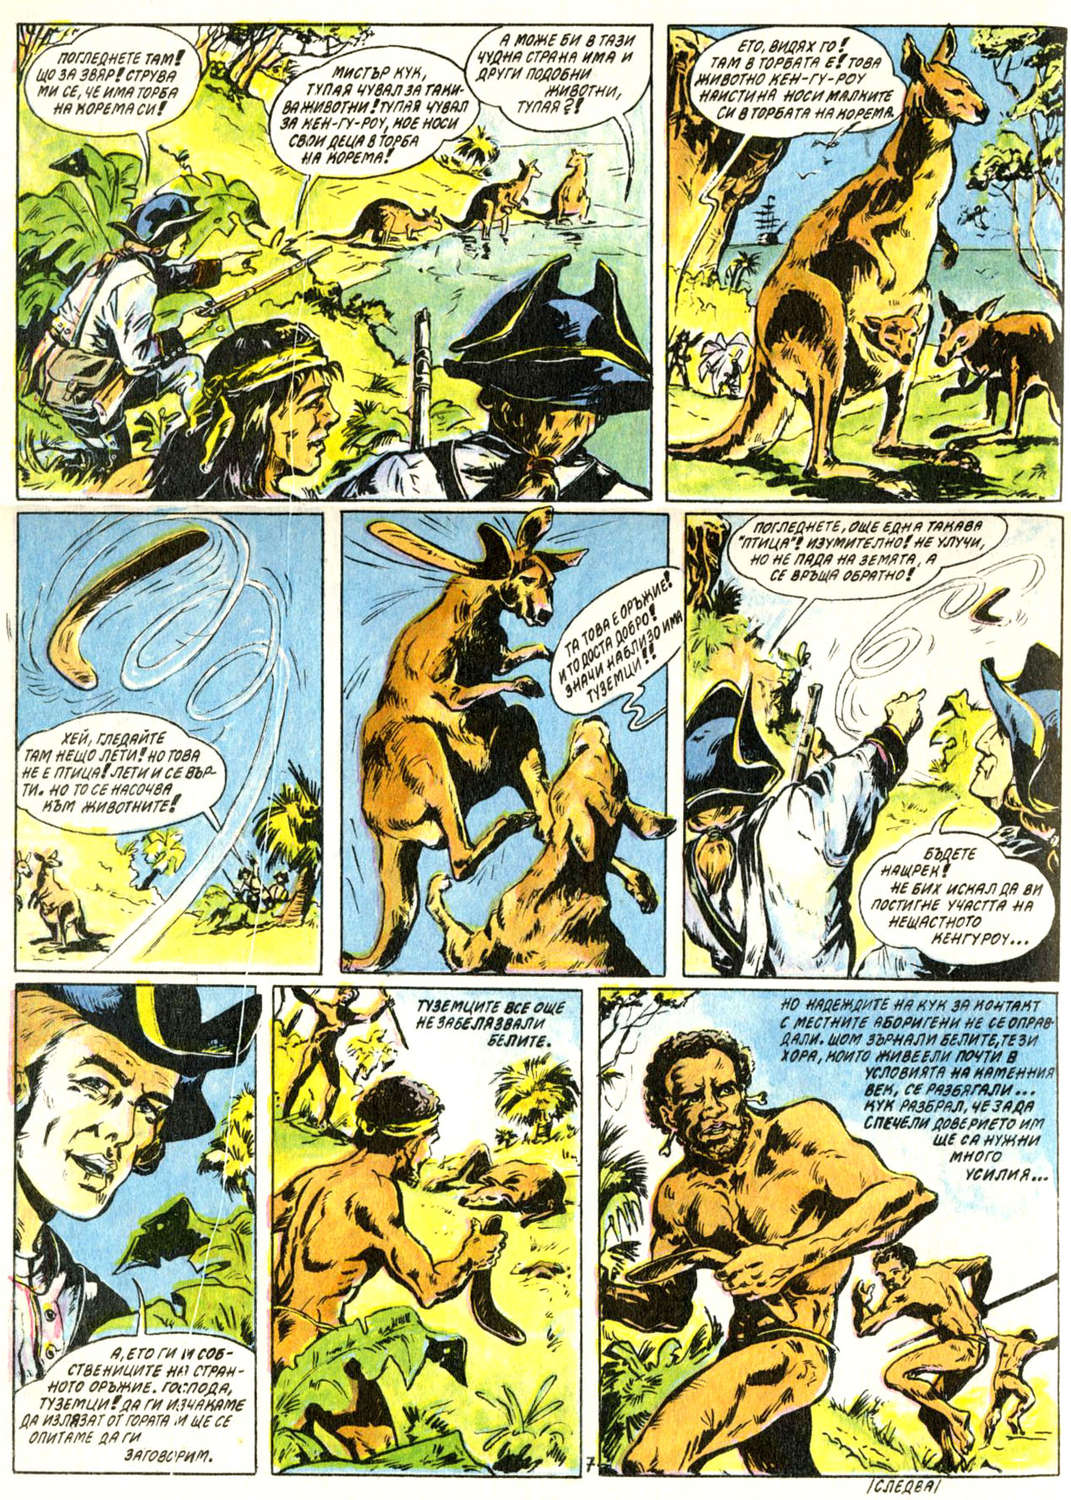 ПОГЛЕДНЕТЕ ТАМ!
ЩО ЗА ЗВЯР! СТРУВА
МИ СЕ, ЧЕ ИМА ТОРБА
НА КОРЕМА СИ!
МИСТЪР КУК,
ТУПАЯ ЧУВАЛ ЗА ТАКИ-
ВА ЖИВОТНИ! ТУПАЯ ЧУВАЛ
ЗА КЕН-ГУ-РОУ, КОЕ НОСИ
СВОИ ДЕЦА В ТОРБА
НА КОРЕМА!
А МОЖЕ БИ В ТАЗИ
ЧУДНА СТРАНА ИМА И
ДРУГИ ПОДОБНИ
ЖИВОТНИ,
ТУПАЯ?!
ЕТО, ВИДЯХ ГО!
ТАМ В ТОРБАТА Е! ТОВА
ЖИВОТНО КЕН-ГУ-РОУ
НАИСТИНА НОСИ МАЛКИТЕ
СИ В ТОРБАТА НА КОРЕМА.
ХЕЙ, ГЛЕДАЙТЕ
ТАМ НЕЩО ЛЕТИ! НО ТОВА
НЕ Е ПТИЦА! ЛЕТИ И СЕ ВЪР-
ТИ. НО ТО СЕ НАСОЧВА
КЪМ ЖИВОТНИТЕ!
ТА ТОВА Е ОРЪЖИЕ!
И ТО ДОСТА ДОБРО!
ЗНАЧИ НАБЛИЗО ИМА
ТУЗЕМЦИ!!
ПОГЛЕДНЕТЕ, ОЩЕ ЕДНА ТАКАВА
"ПТИЦА"! ИЗУМИТЕЛНО! НЕ УЛУЧИ,
НО НЕ ПАДА НА ЗЕМЯТА, А
СЕ ВРЪЩА ОБРАТНО!
БЪДЕТЕ
НАЩРЕК!
НЕ БИХ ИСКАЛ ДА ВИ
ПОСТИГНЕ УЧАСТТА НА
НЕЩАСТНОТО
КЕНГУРОУ...
А, ЕТО ГИ И СОБ-
СТВЕНИЦИТЕ НА СТРАН-
НОТО ОРЪЖИЕ. ГОСПОДА,
ТУЗЕМЦИ! ДА ГИ ИЗЧАКАМЕ
ДА ИЗЛЯЗАТ ОТ ГОРАТА И ЩЕ СЕ
ОПИТАМЕ ДА ГИ
ЗАГОВОРИМ.
ТУЗЕМЦИТЕ ВСЕ ОЩЕ
НЕ ЗАБЕЛЯЗВАЛИ
БЕЛИТЕ.
НО НАДЕЖДИТЕ НА КУК ЗА КОНТАКТ
С МЕСТНИТЕ АБОРИГЕНИ НЕ СЕ ОПРАВ-
ДАЛИ. ЩОМ ЗЪРНАЛИ БЕЛИТЕ, ТЕЗИ
ХОРА, КОИТО ЖИВЕЕЛИ ПОЧТИ В
УСЛОВИЯТА НА КАМЕННИЯ
ВЕК, СЕ РАЗБЯГАЛИ...
КУК РАЗБРАЛ, ЧЕ ЗА ДА
СПЕЧЕЛИ ДОВЕРИЕТО ИМ
ЩЕ СА НУЖНИ
МНОГО
УСИЛИЯ...
7
/СЛЕДВА/